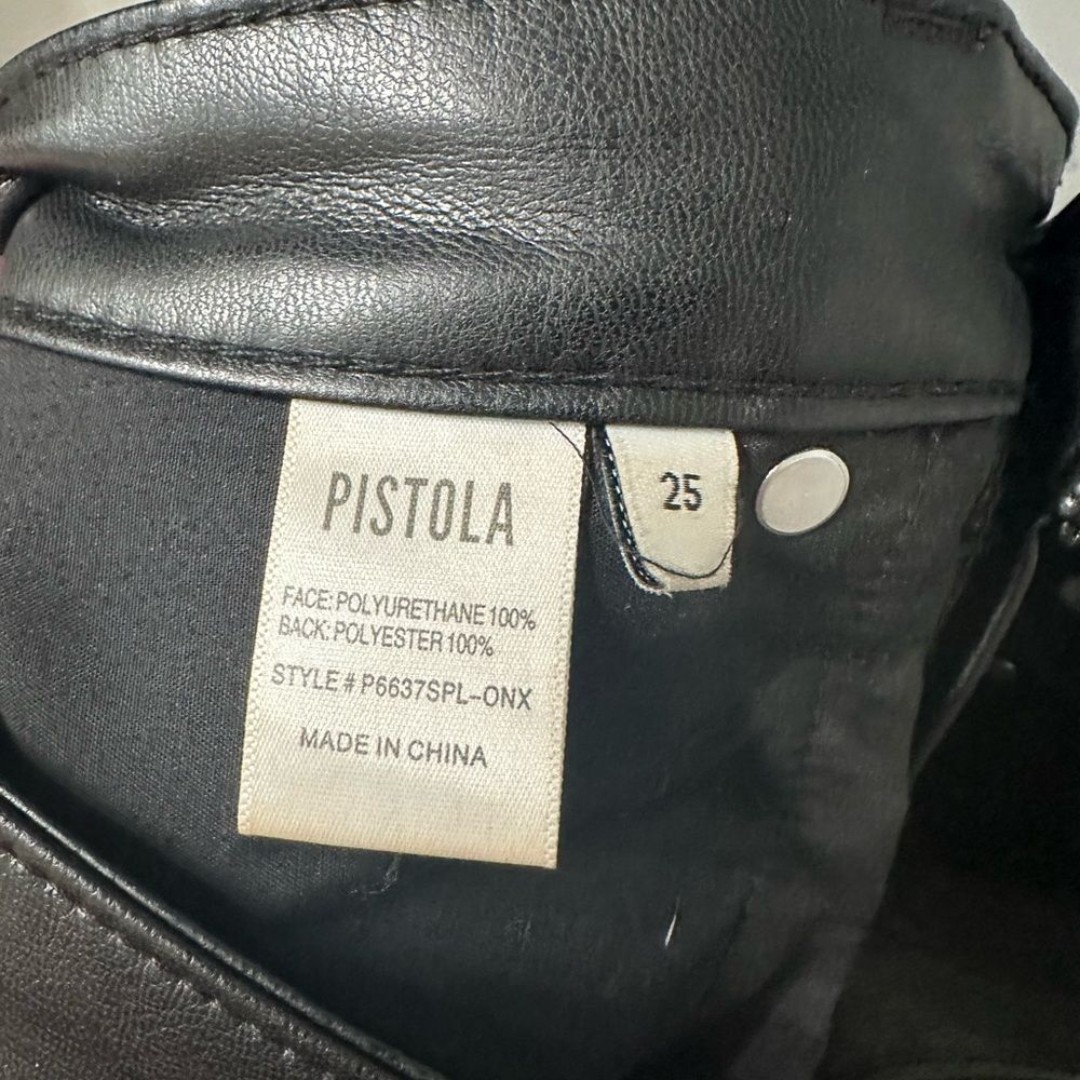 PISTOLA
FACE: POLYURETHANE 100%
BACK: POLYESTER 100%
STYLE # P6637SPL-ONX
MADE IN CHINA
25